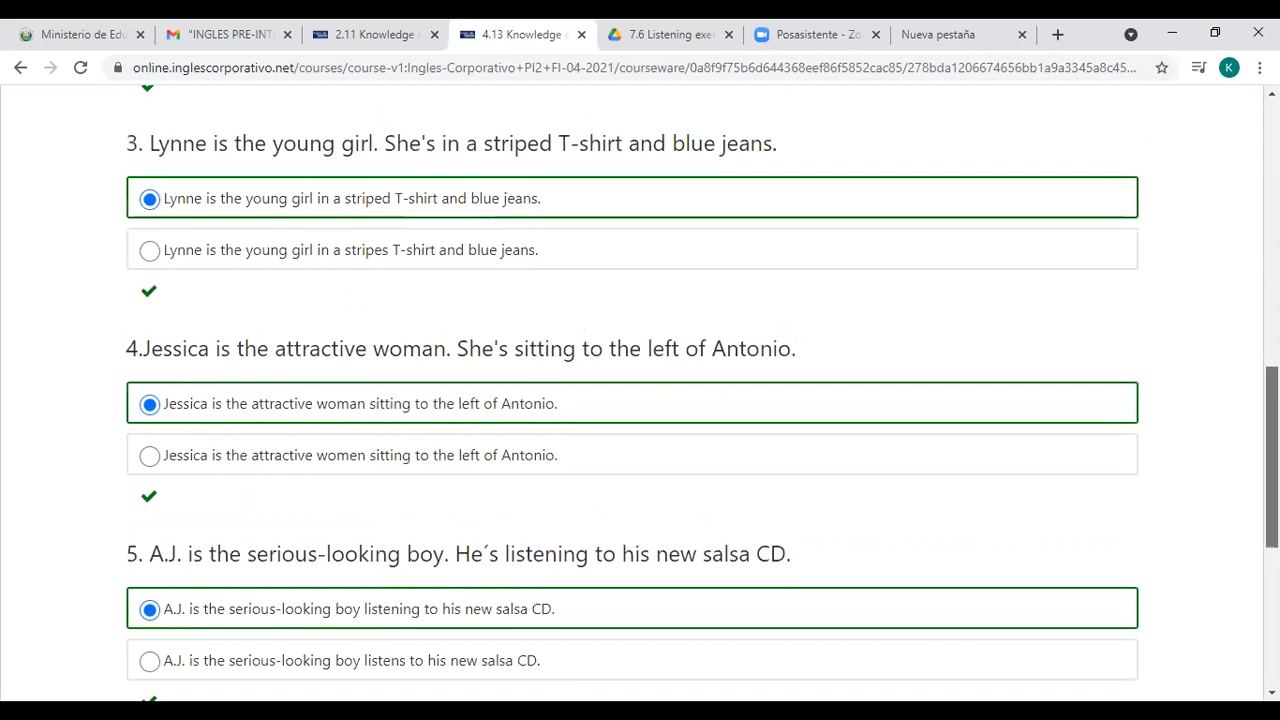 Ministerio de Edu
"INGLES PRE-INT
2.11 Knowledge
4.13 Knowledge
7.6 Listening exer
Posasistente - Zo
Nueva pestaña
online.inglescorporativo.net/courses/course-v1:Ingles-Corporativo+PI2+FI-04-2021/courseware/0a8f9f75b6d644368eef86f5852cac85/278bda1206674656bb1a9a3345a8c45...
K
3. Lynne is the young girl. She's in a striped T-shirt and blue jeans.
Lynne is the young girl in a striped T-shirt and blue jeans.
Lynne is the young girl in a stripes T-shirt and blue jeans.
4.Jessica is the attractive woman. She's sitting to the left of Antonio.
Jessica is the attractive woman sitting to the left of Antonio.
Jessica is the attractive women sitting to the left of Antonio.
5. A.J. is the serious-looking boy. He´s listening to his new salsa CD.
A.J. is the serious-looking boy listening to his new salsa CD.
A.J. is the serious-looking boy listens to his new salsa CD.